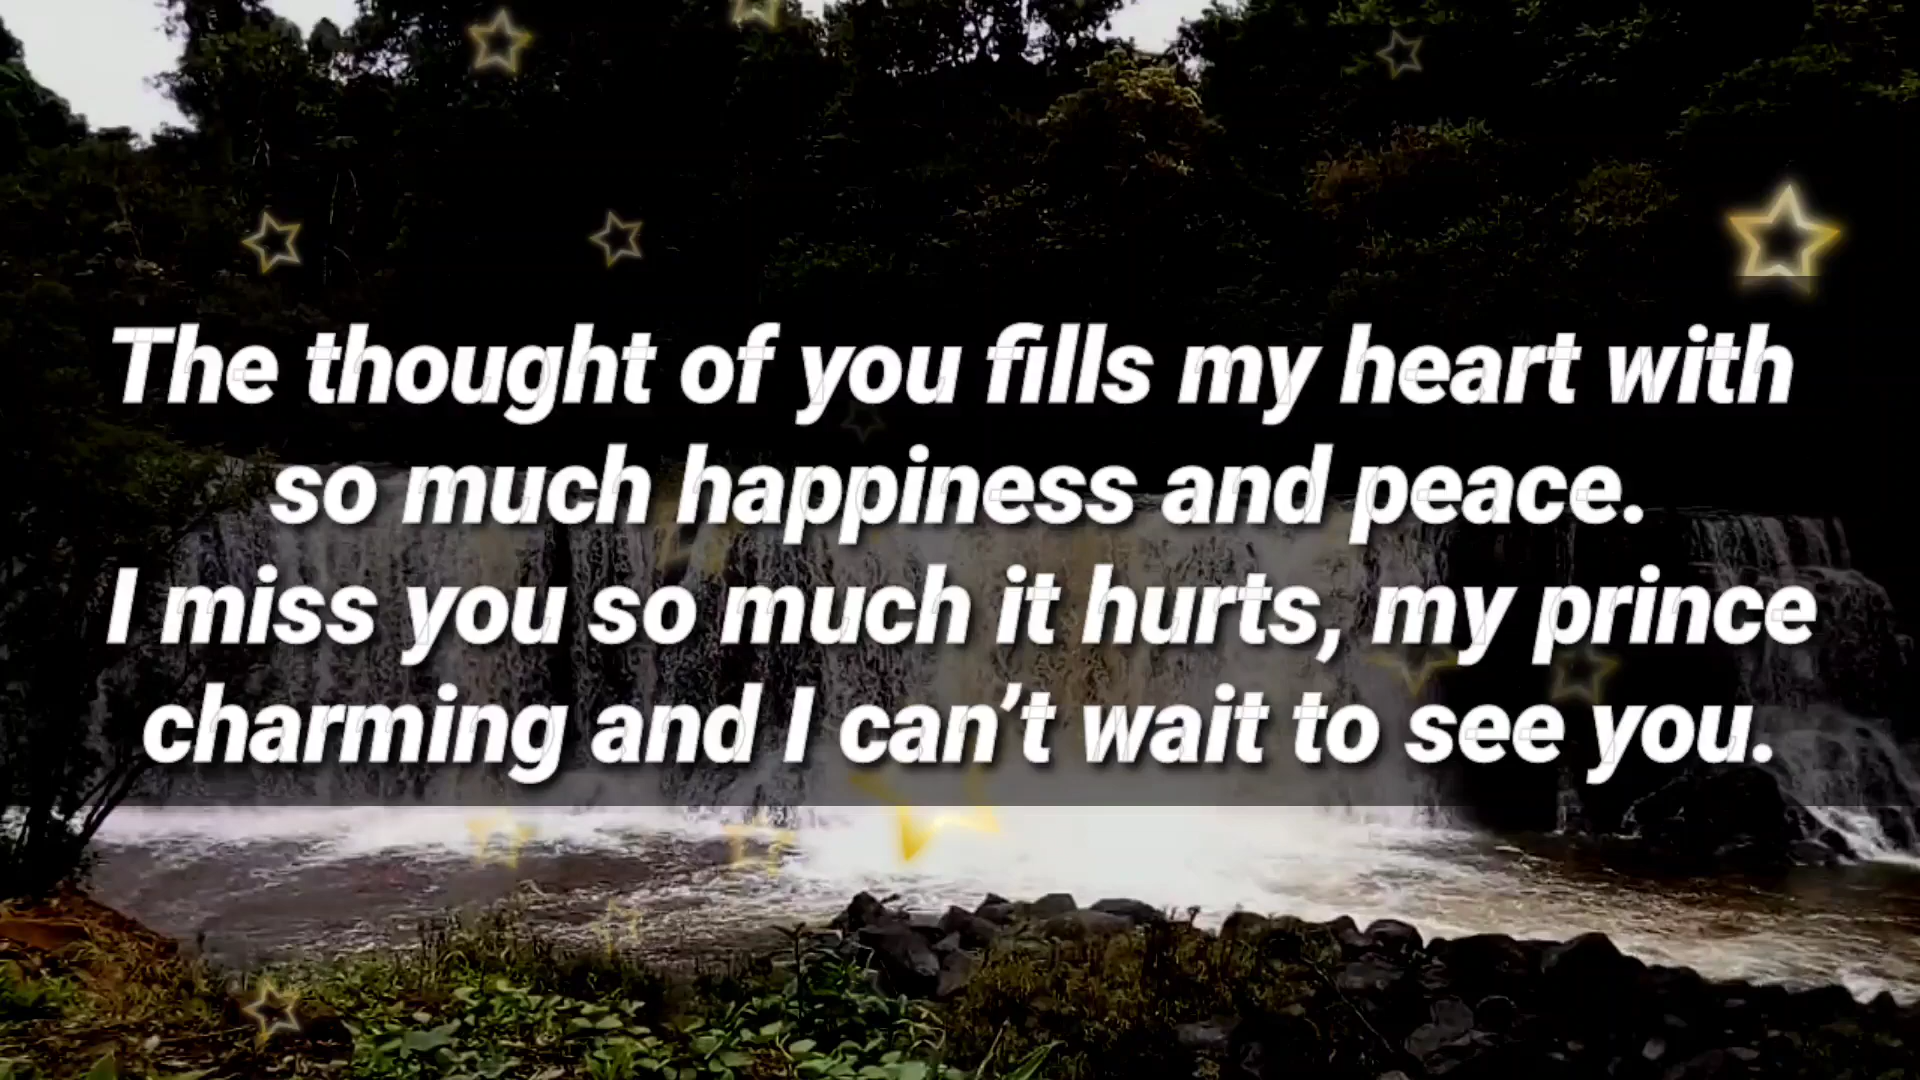 The thought of you fills my heart with
so much happiness and peace.
I miss you so much it hurts, my prince
charming and I can’t wait to see you.